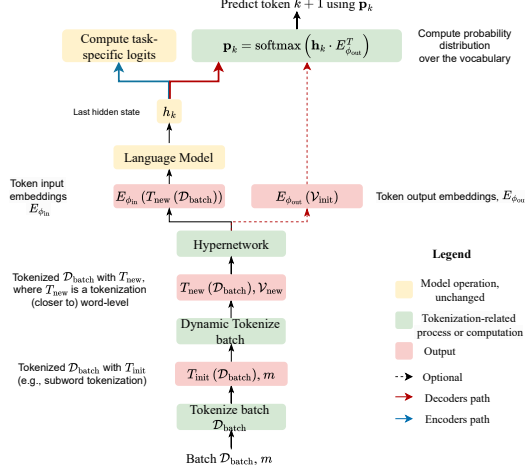 Predict token k + 1 using p_k
Compute task-
specific logits
p_k = softmax (h_k · E^T_{ϕ_out})
Compute probability
distribution
over the vocabulary
Last hidden state
h_k
Language Model
Token input
embeddings
E_{ϕ_in}
E_{ϕ_in} (T_new (D_batch))
E_{ϕ_out} (V_init)
Token output embeddings, E_{ϕ_ou
Hypernetwork
Tokenized D_batch with T_new,
where T_new is a tokenization
(closer to) word-level
T_new (D_batch), V_new
Dynamic Tokenize
batch
Tokenized D_batch with T_init
(e.g., subword tokenization)
T_init (D_batch), m
Tokenize batch
D_batch
Batch D_batch, m
Legend
Model operation,
unchanged
Tokenization-related
process or computation
Output
Optional
Decoders path
Encoders path